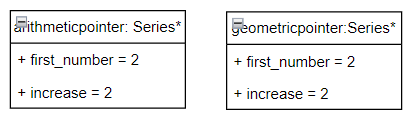 arithmeticpointer: Series*
+ first_number = 2
+ increase = 2
geometricpointer:Series*
+ first_number = 2
+ increase = 2